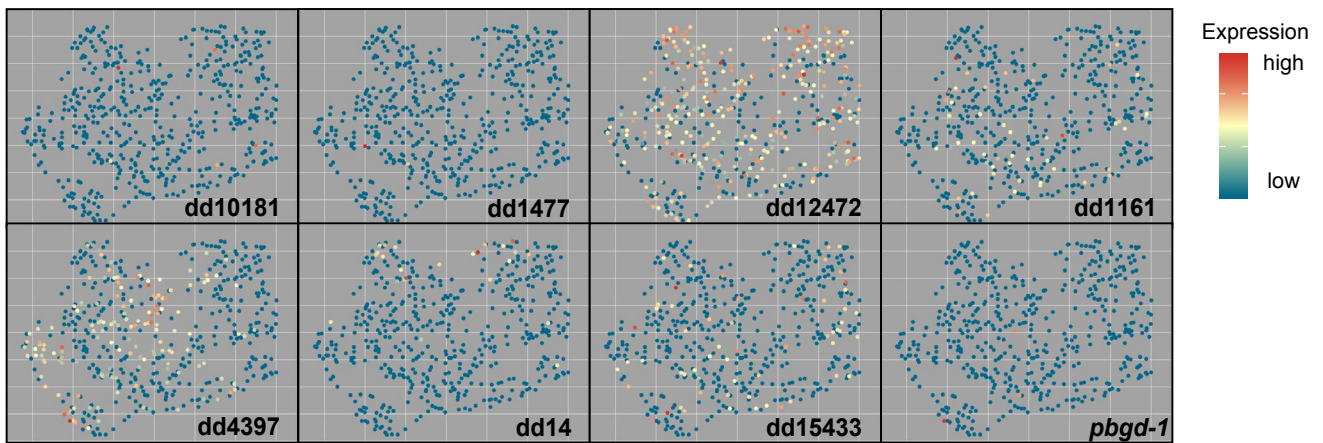 Expression
high
low
dd10181
dd1477
dd12472
dd1161
dd4397
dd14
dd15433
pbgd-1